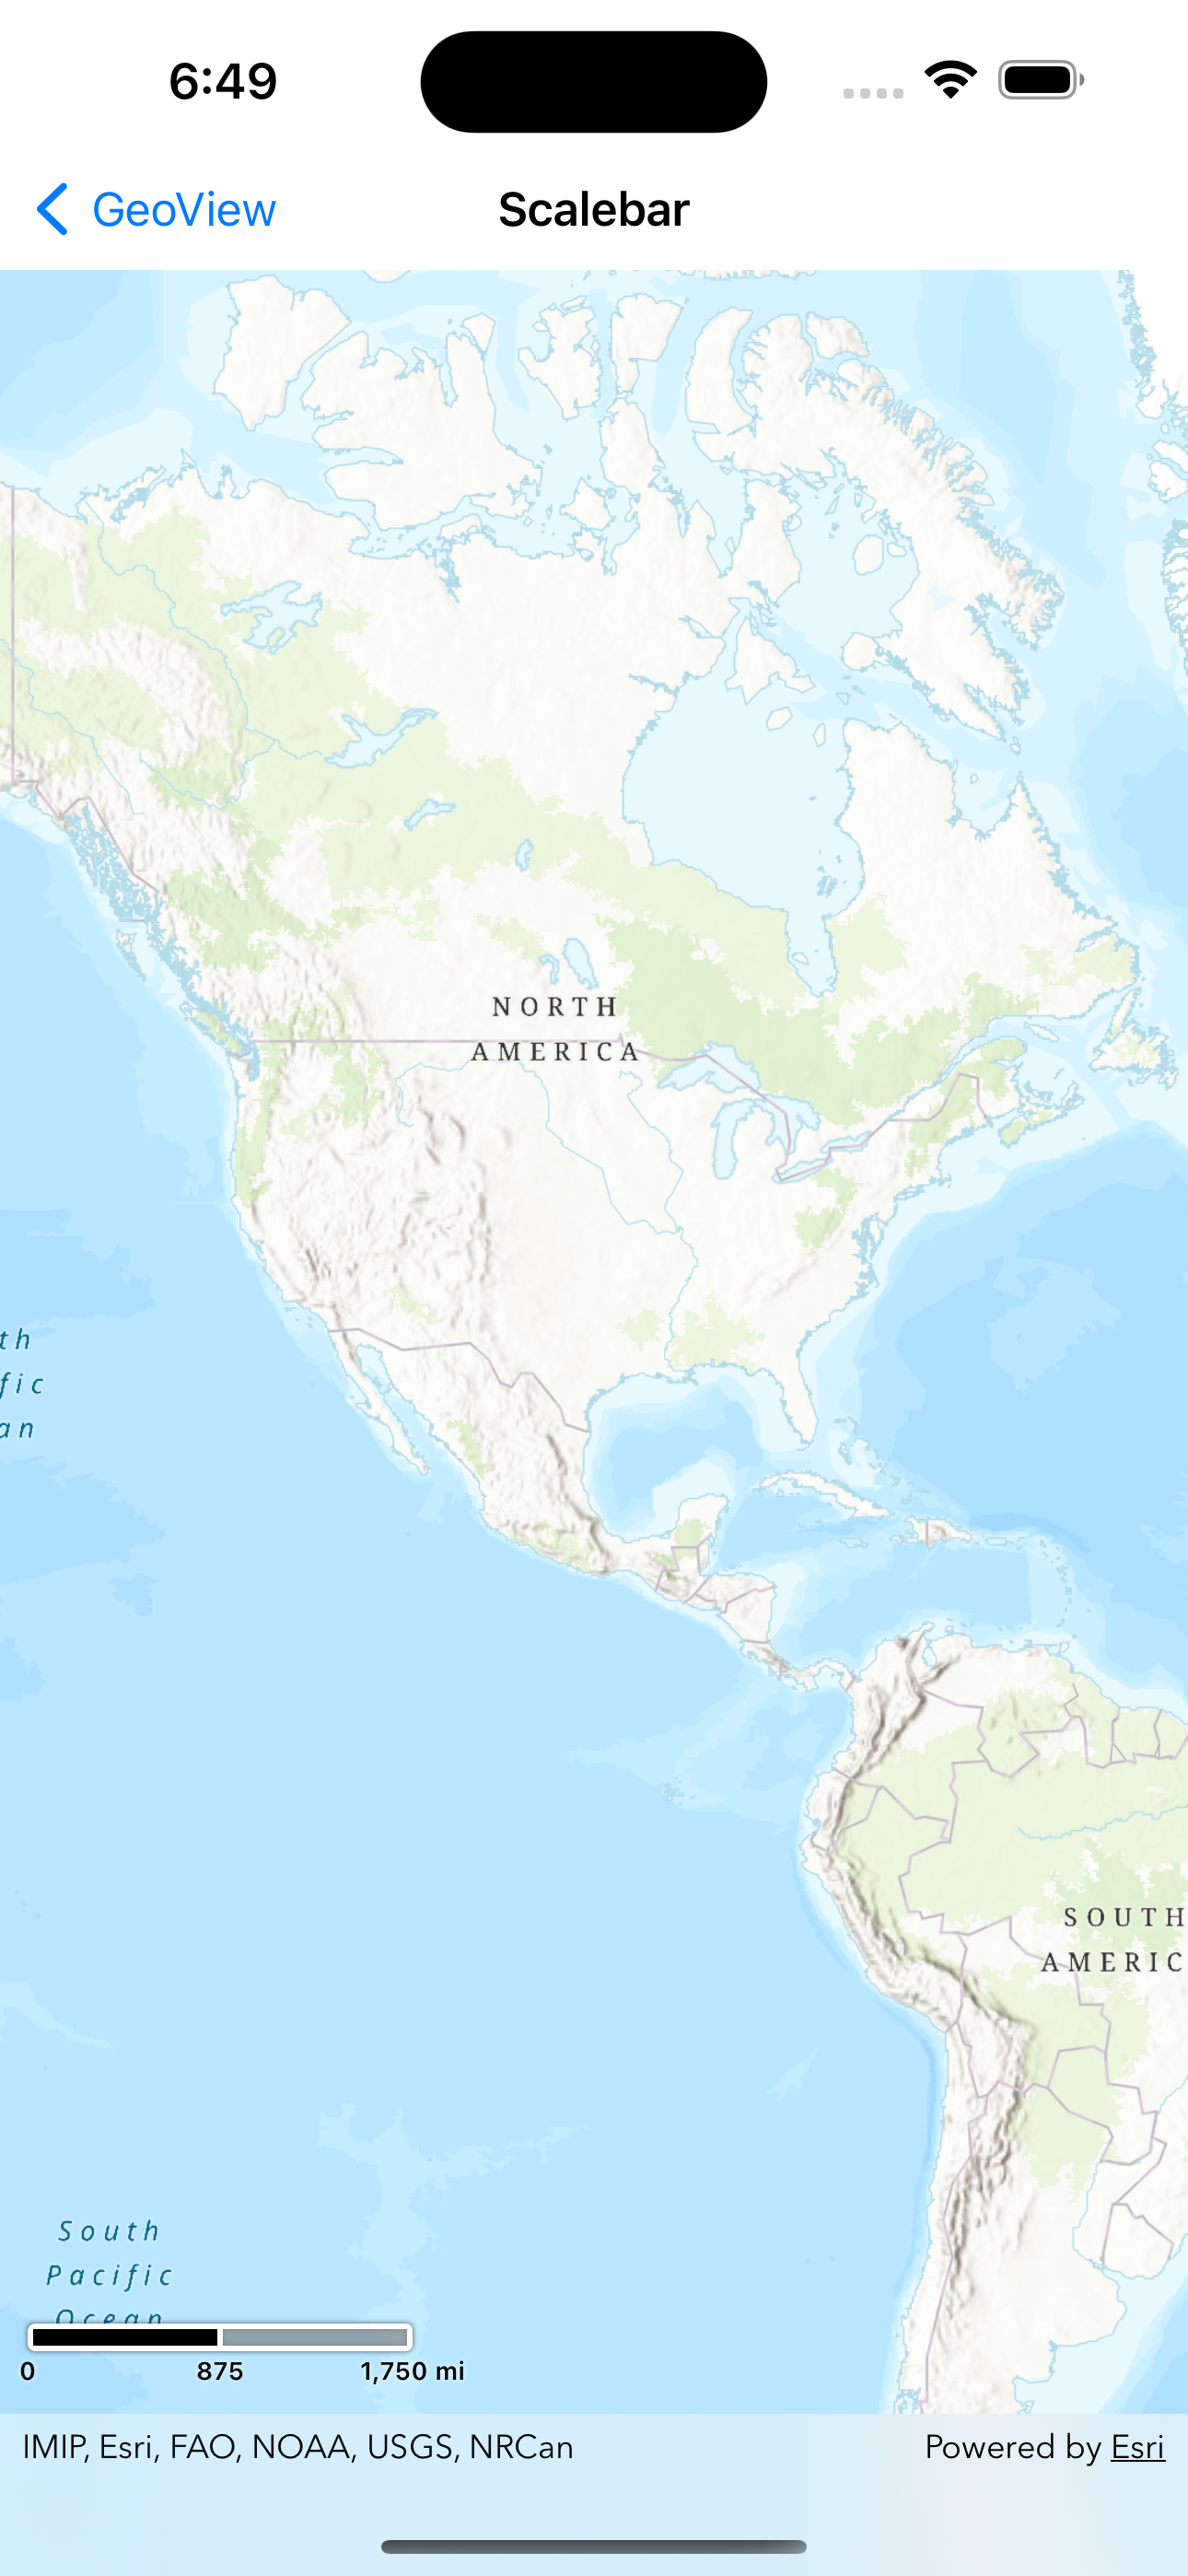 6:49
GeoView
Scalebar
NORTH
AMERICA
th
fic
an
SOUTH
AMERIC
South
Pacific
Ocean
0 875 1,750 mi
IMIP, Esri, FAO, NOAA, USGS, NRCan
Powered by Esri